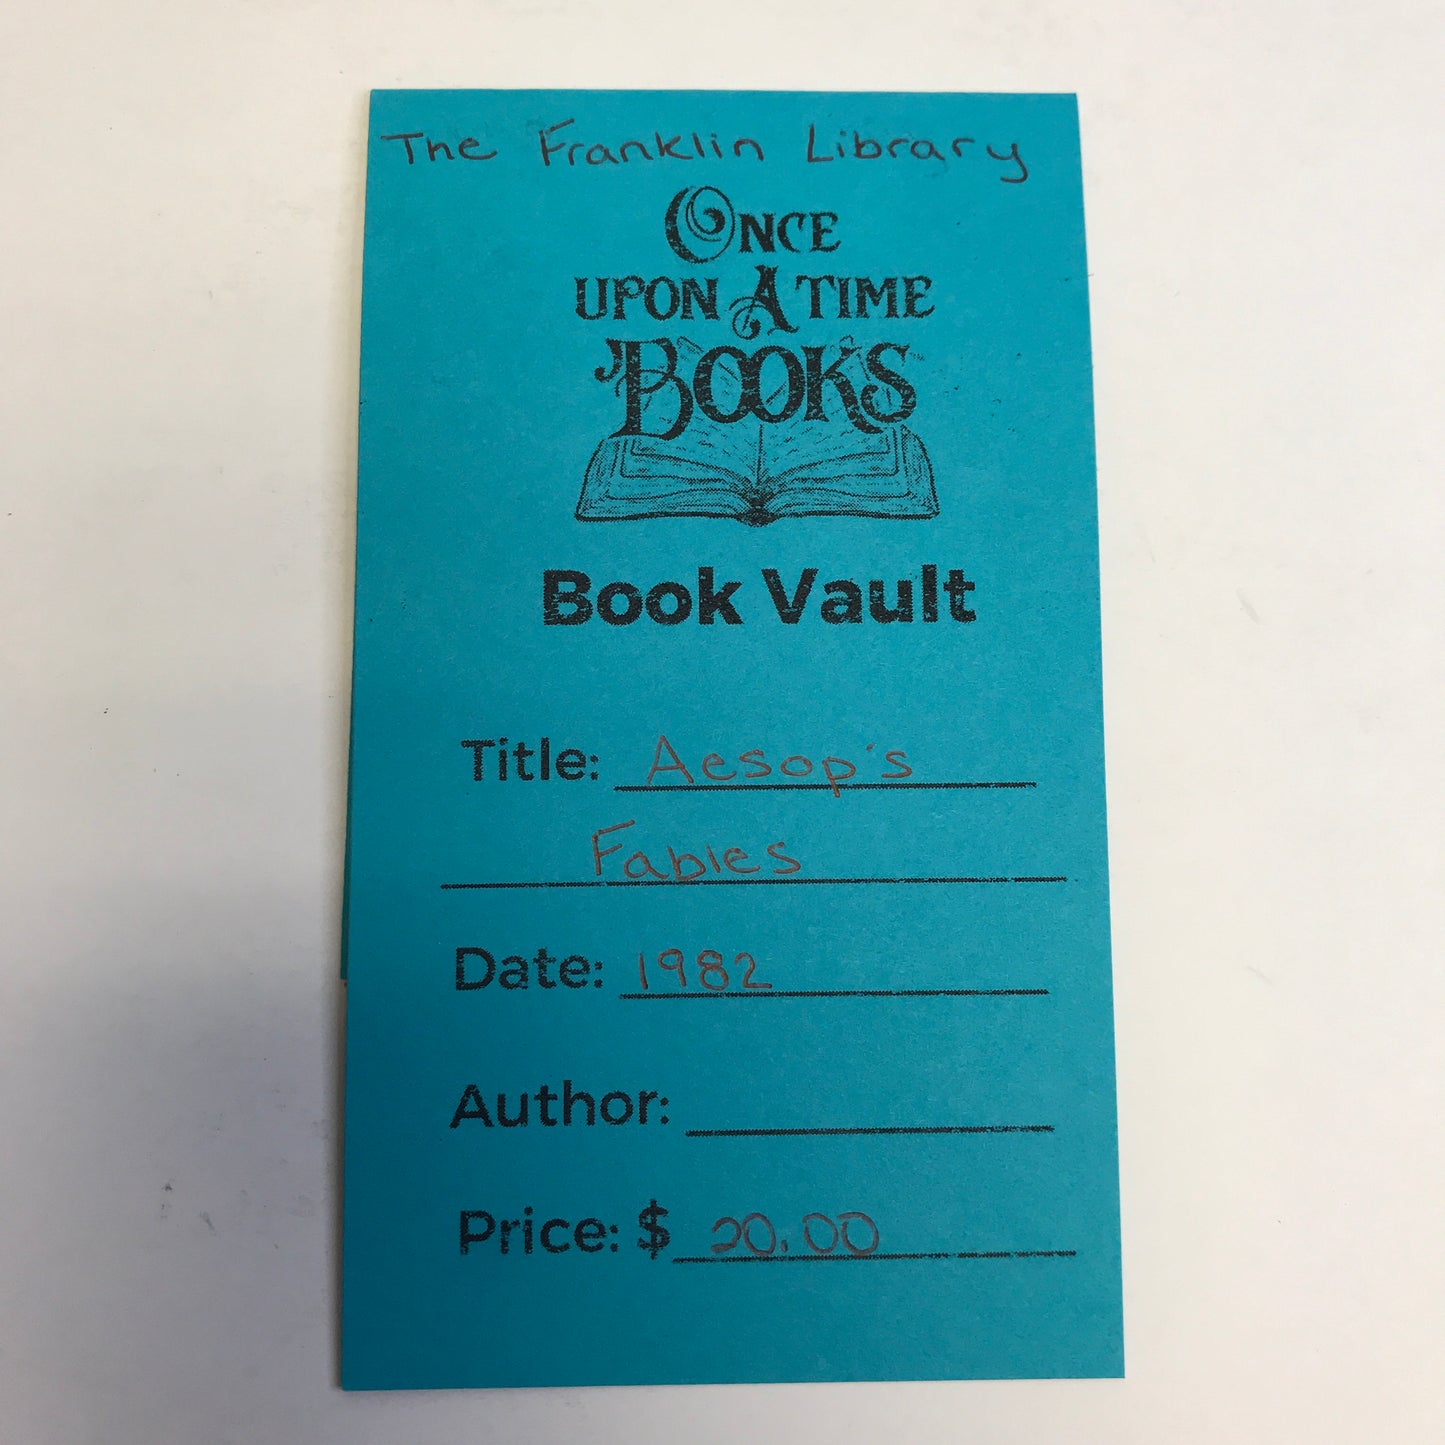 The Franklin Library
ONCE
UPON A TIME
BOOKS
Book Vault
Title: Aesop's
Fables
Date: 1982
Author:
Price: $ 20.00